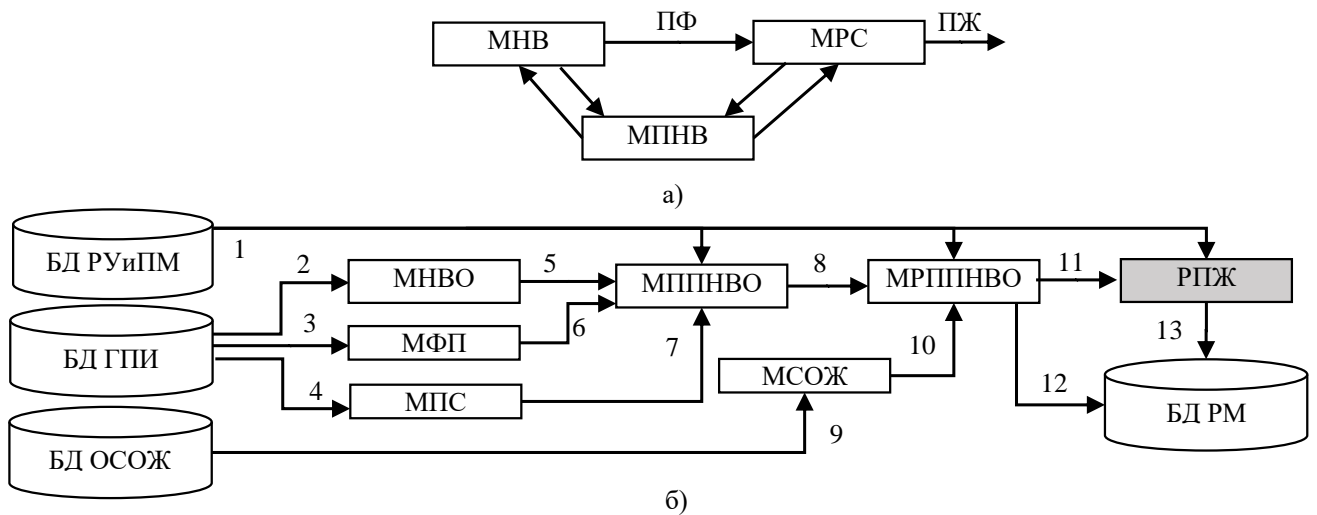 МНВ ПФ МРС ПЖ
МПНВ
а)
БД РУиПМ 1
2 МНВО 5 МППНВО 8 МРППНВО 11 РПЖ
БД ГПИ 3 МФП 6 7 10 13
4 МПС МСОЖ 12 БД РМ
БД ОСОЖ 9
б)